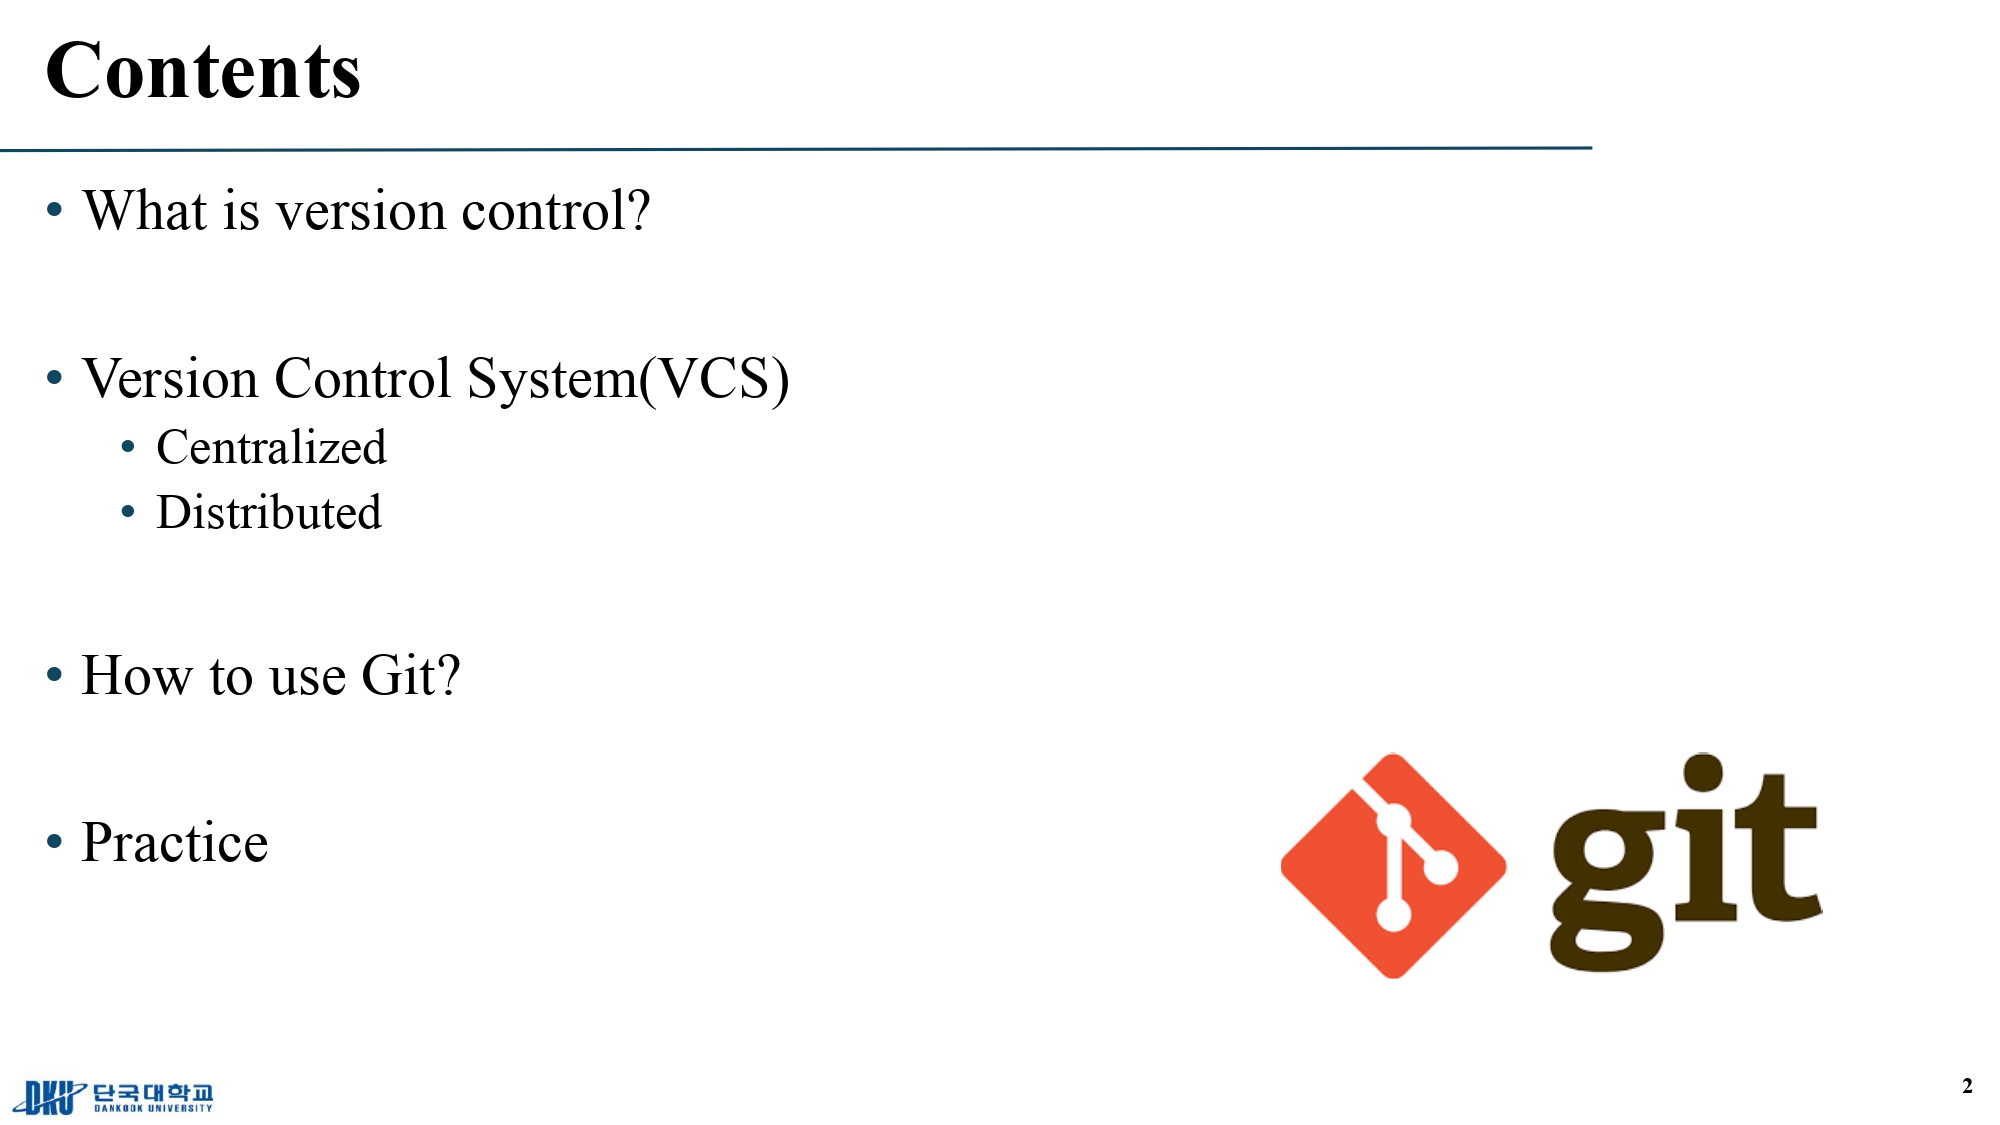 Contents
• What is version control?
• Version Control System(VCS)
• Centralized
• Distributed
• How to use Git?
• Practice
git
DKU 단국대학교
DANKOOK UNIVERSITY
2